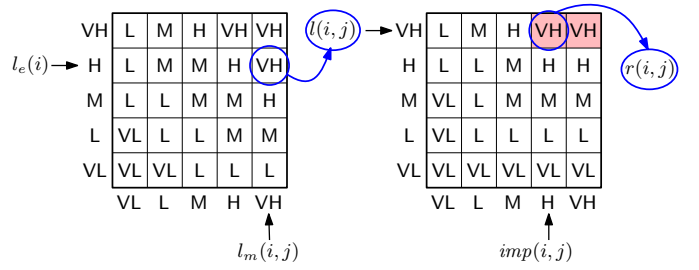 VH L M H VH VH l(i, j) VH L M H VH VH
l_e(i) H L M M H VH H L L M H H r(i, j)
M L L M M H M VL L M M M
L VL L L M M L VL L L L L
VL VL VL L L L VL VL VL VL VL VL
VL L M H VH VL L M H VH
l_m(i, j) imp(i, j)